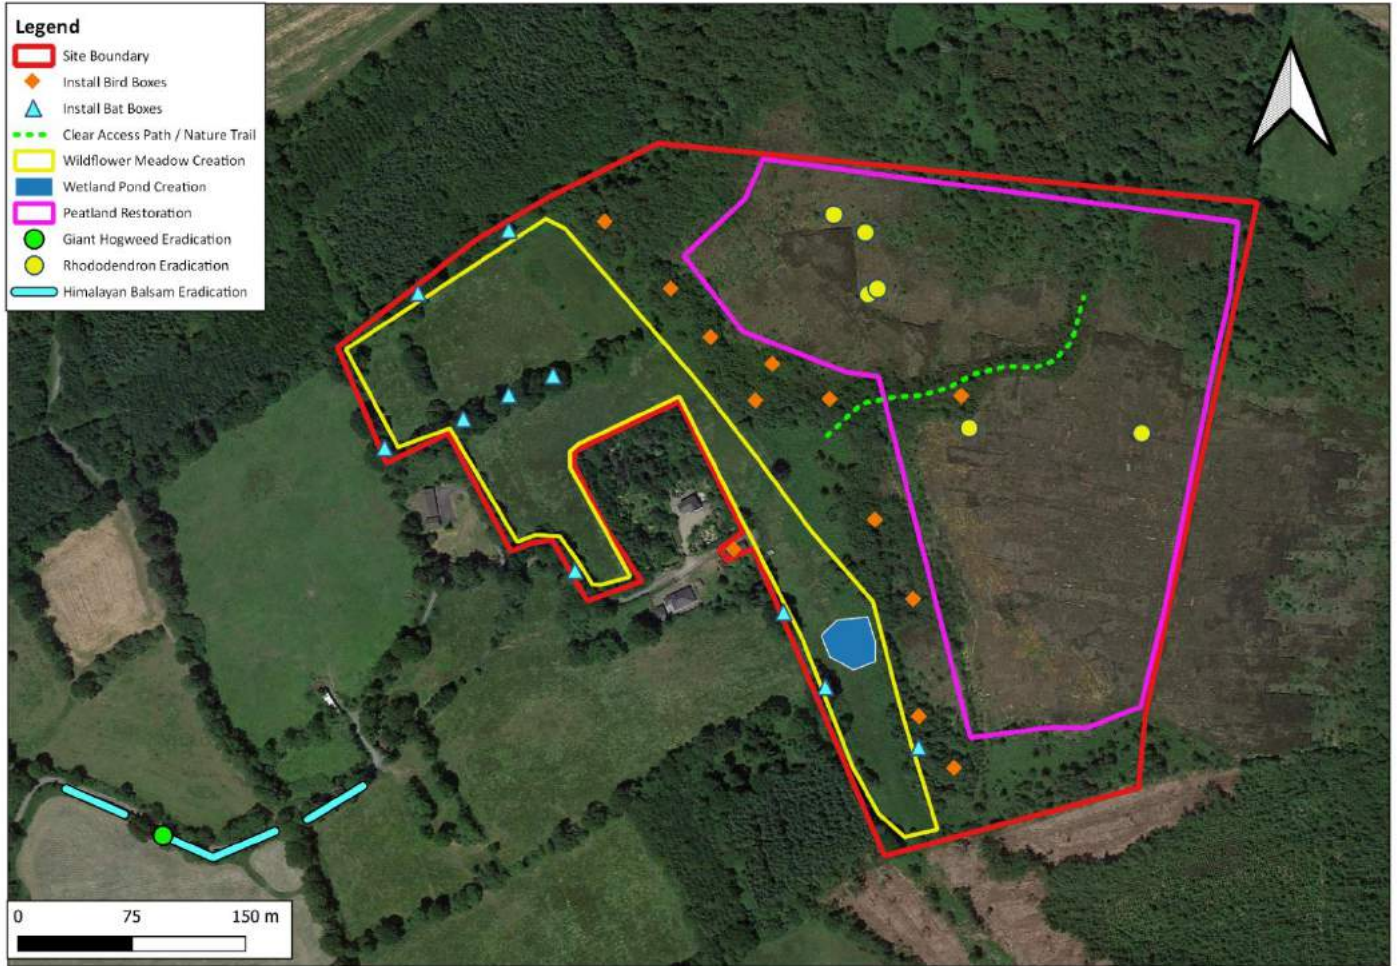 Legend
Site Boundary
Install Bird Boxes
Install Bat Boxes
Clear Access Path / Nature Trail
Wildflower Meadow Creation
Wetland Pond Creation
Peatland Restoration
Giant Hogweed Eradication
Rhododendron Eradication
Himalayan Balsam Eradication
0 75 150 m